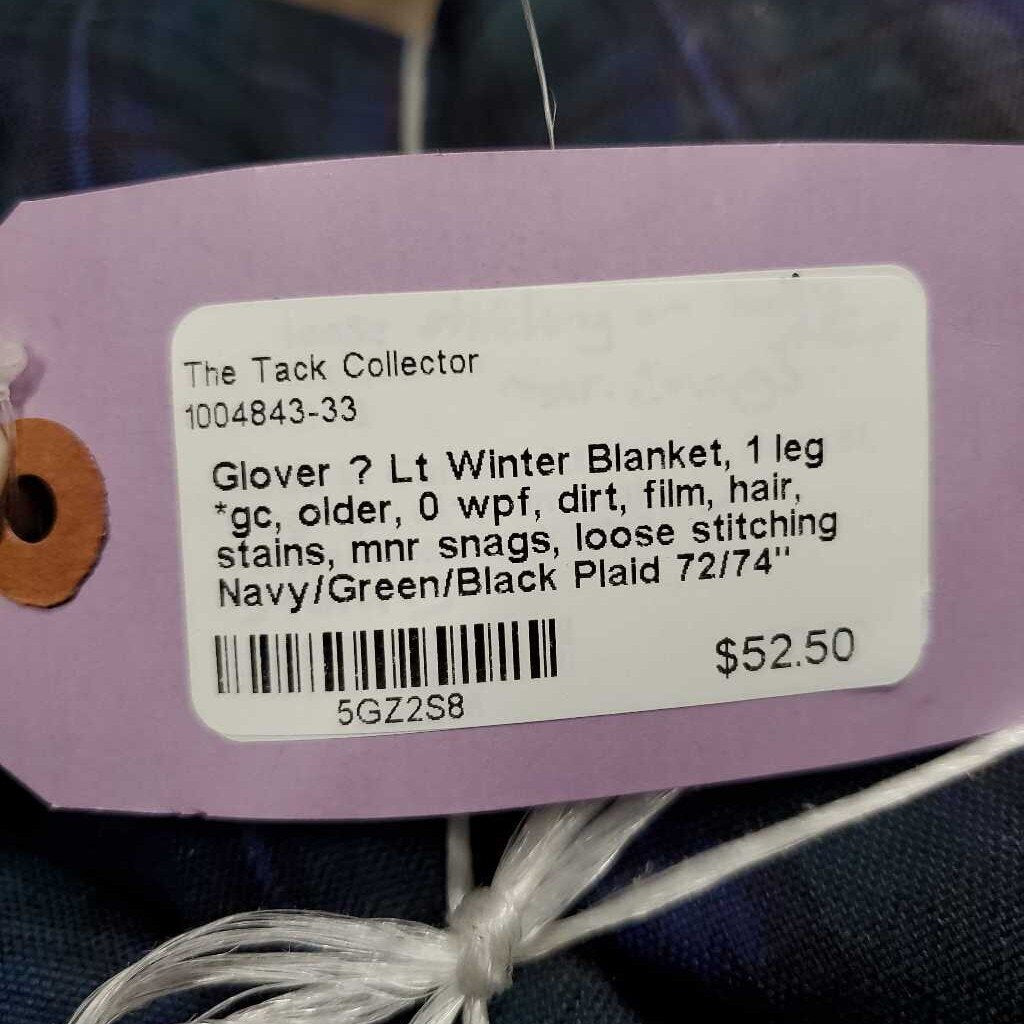 The Tack Collector
1004843-33
Glover ? Lt Winter Blanket, 1 leg
*gc, older, 0 wpf, dirt, film, hair,
stains, mnr snags, loose stitching
Navy/Green/Black Plaid 72/74"
5GZ2S8
$52.50